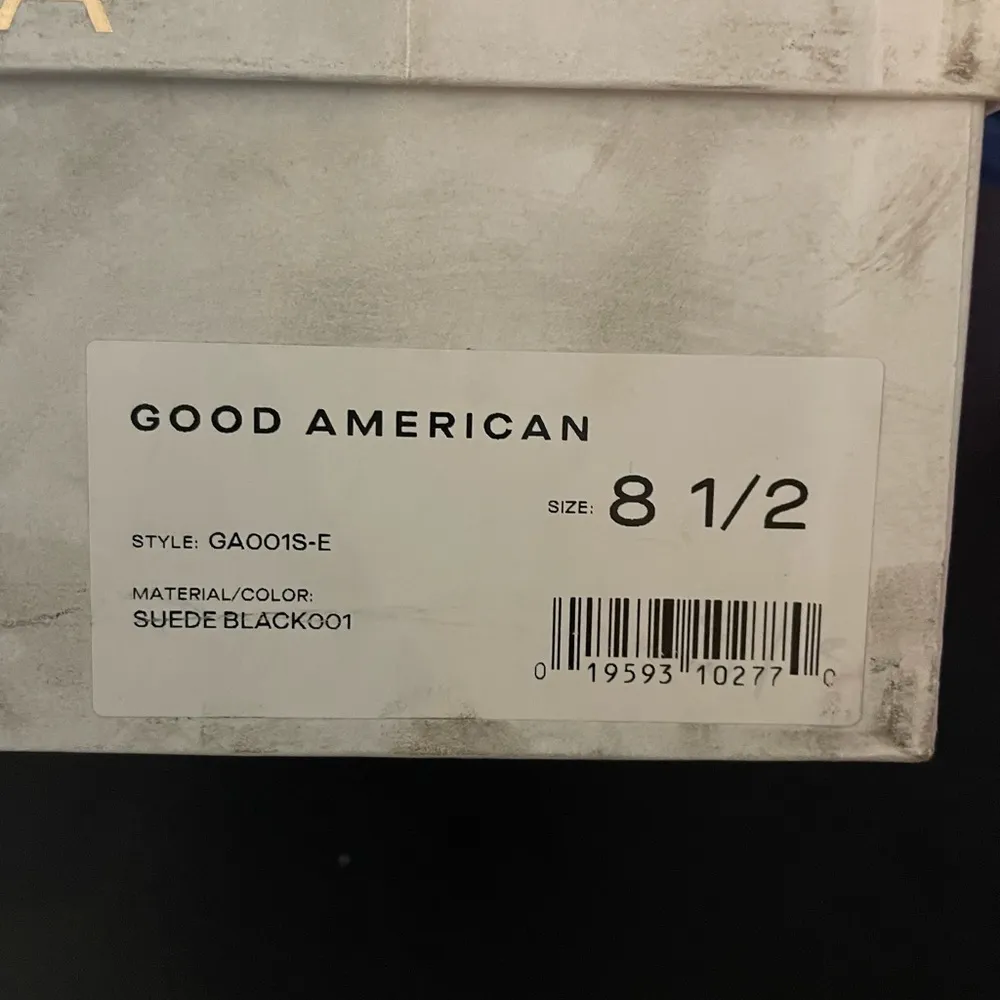 A
GOOD AMERICAN
SIZE: 8 1/2
STYLE: GA001S-E
MATERIAL/COLOR:
SUEDE BLACK001
0 19593 10277 0